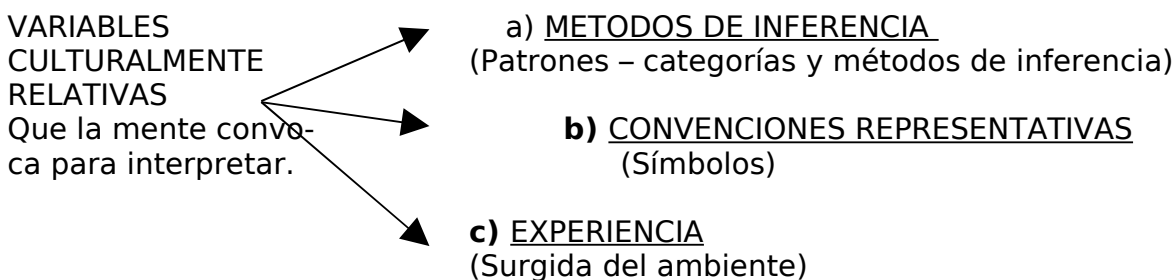 VARIABLES
CULTURALMENTE
RELATIVAS
Que la mente convo-
ca para interpretar.
a) METODOS DE INFERENCIA
(Patrones – categorías y métodos de inferencia)
b) CONVENCIONES REPRESENTATIVAS
(Símbolos)
c) EXPERIENCIA
(Surgida del ambiente)